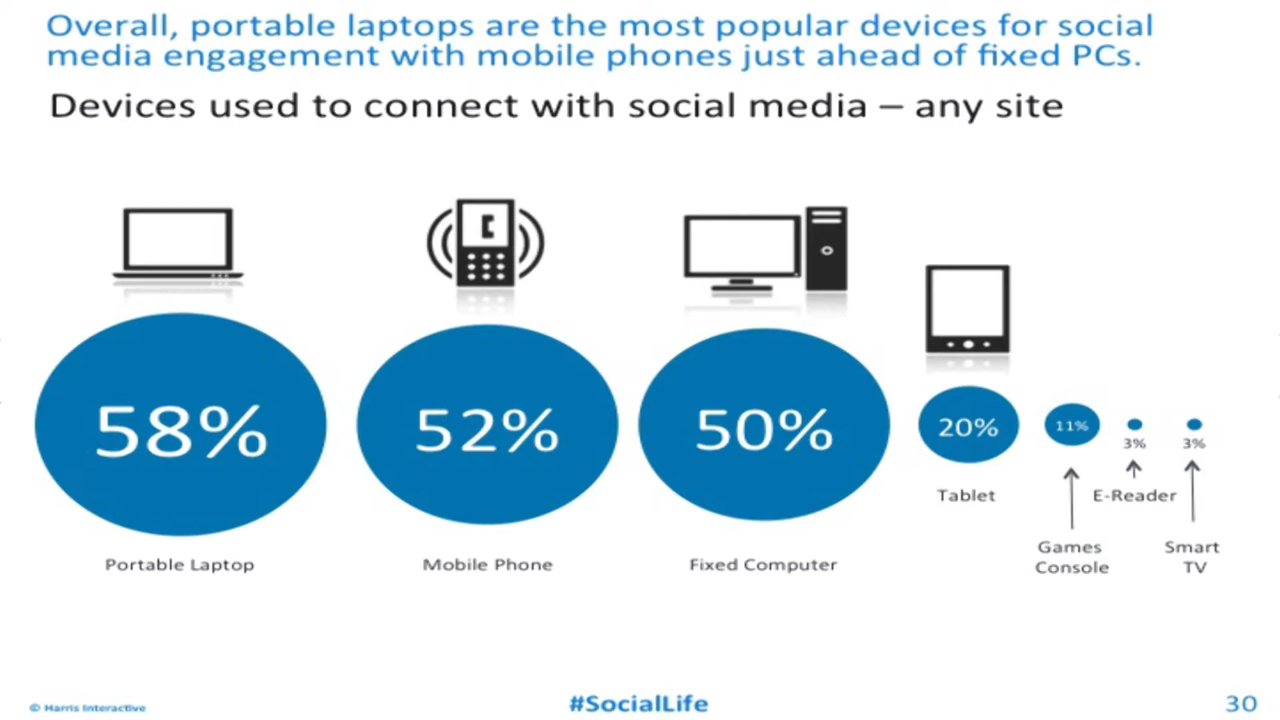 Overall, portable laptops are the most popular devices for social
media engagement with mobile phones just ahead of fixed PCs.
Devices used to connect with social media – any site
58%
52%
50%
20%
11%
3%
3%
Portable Laptop
Mobile Phone
Fixed Computer
Tablet
Games
Console
E-Reader
Smart
TV
© Harris Interactive
#SocialLife
30